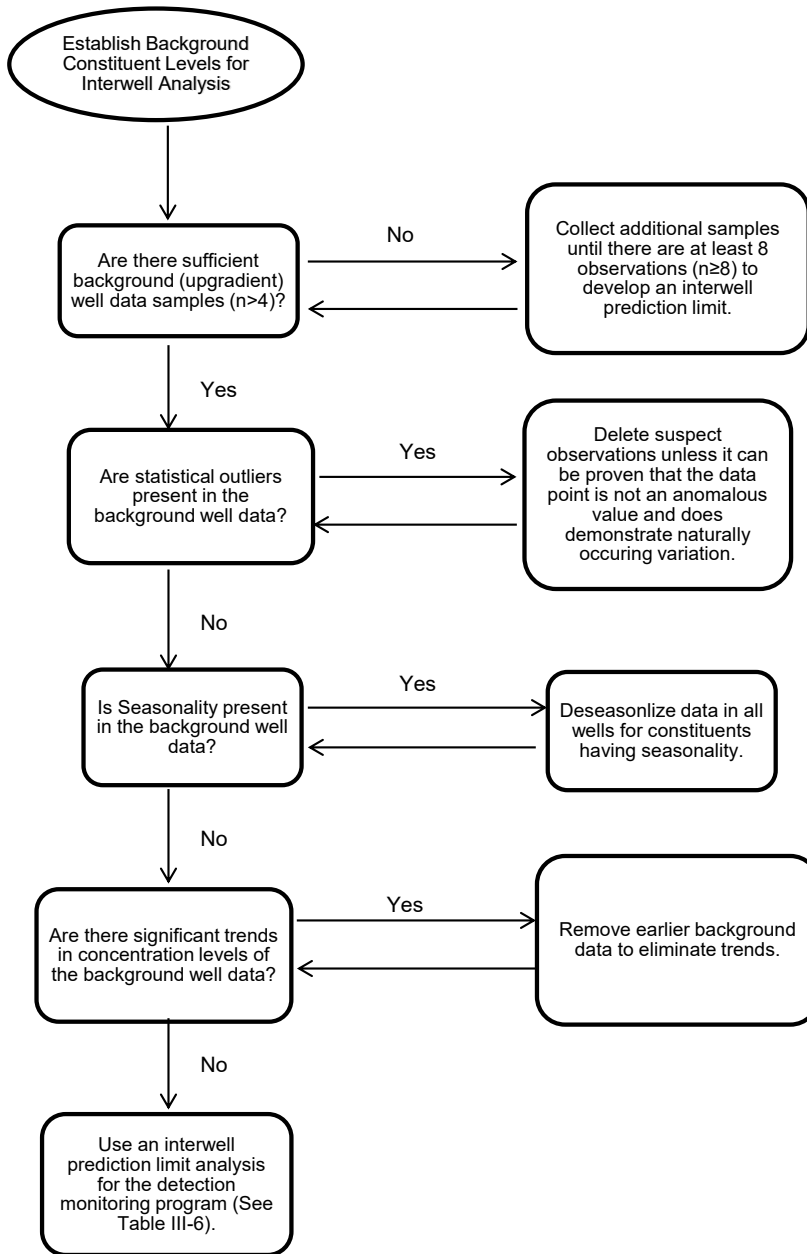 Establish Background
Constituent Levels for
Interwell Analysis
Are there sufficient
background (upgradient)
well data samples (n>4)?
No
Collect additional samples
until there are at least 8
observations (n≥8) to
develop an interwell
prediction limit.
Yes
Are statistical outliers
present in the
background well data?
Yes
Delete suspect
observations unless it can
be proven that the data
point is not an anomalous
value and does
demonstrate naturally
occuring variation.
No
Is Seasonality present
in the background well
data?
Yes
Deseasonlize data in all
wells for constituents
having seasonality.
No
Are there significant trends
in concentration levels of
the background well data?
Yes
Remove earlier background
data to eliminate trends.
No
Use an interwell
prediction limit analysis
for the detection
monitoring program (See
Table III-6).